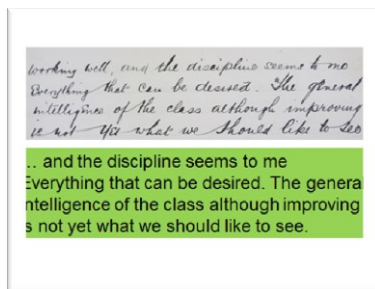 working well, and the discipline seems to me
Everything that can be desired. The general
intelligence of the class although improving
is not yet what we should like to see
.. and the discipline seems to me
Everything that can be desired. The genera
ntelligence of the class although improving
s not yet what we should like to see.